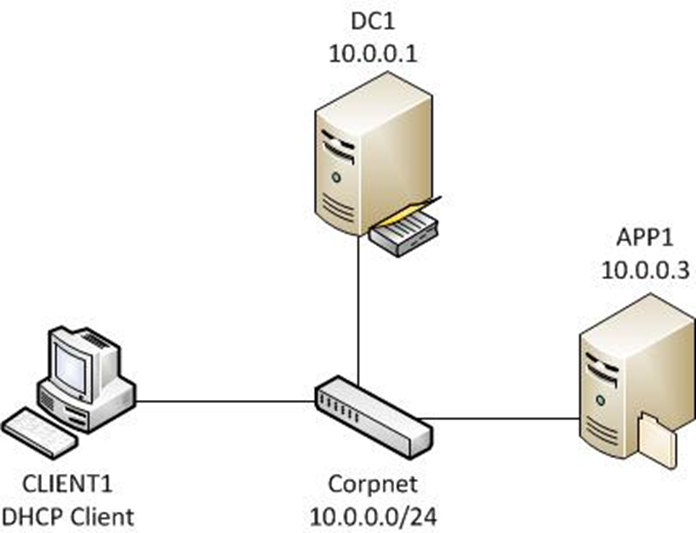 DC1
10.0.0.1
APP1
10.0.0.3
CLIENT1
DHCP Client
Corpnet
10.0.0.0/24